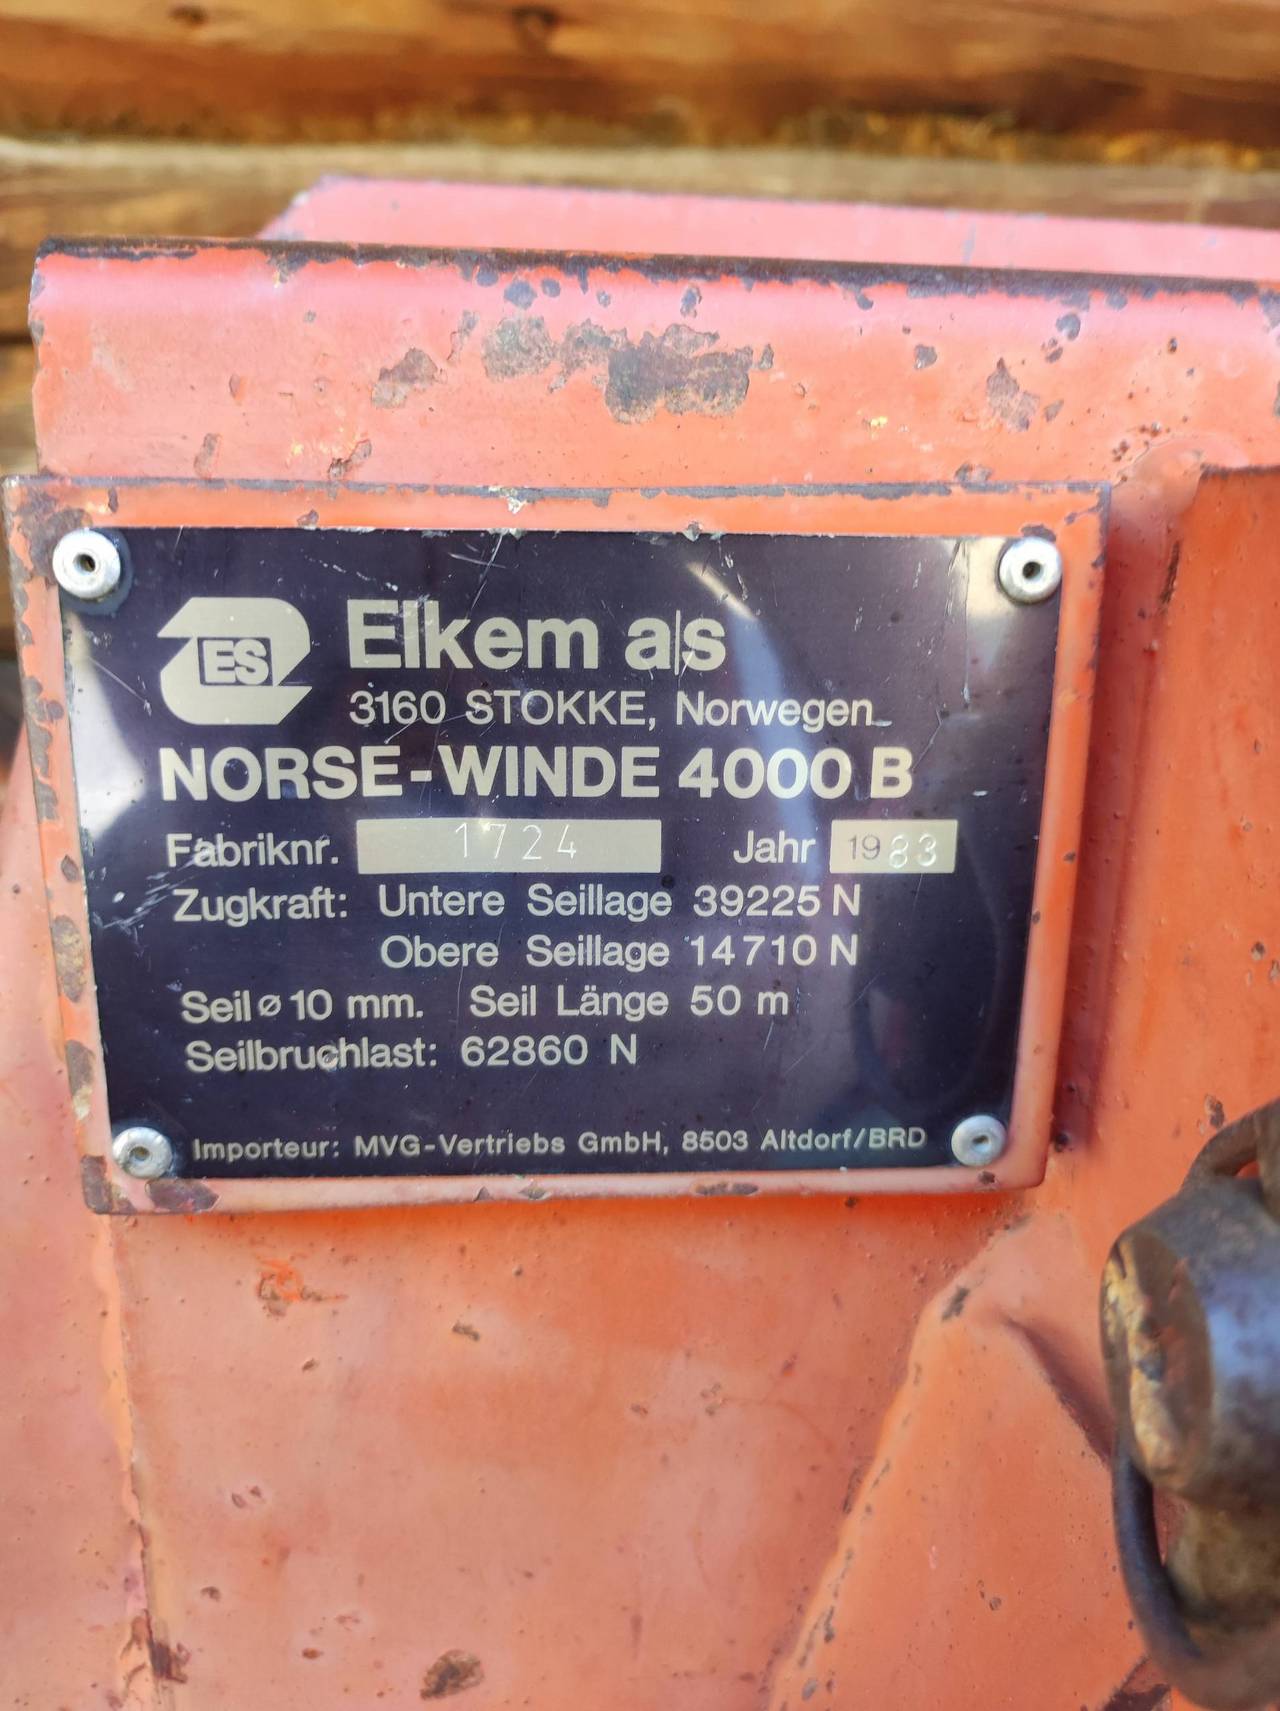 ES
Elkem a|s
3160 STOKKE, Norwegen
NORSE-WINDE 4000 B
Fabriknr. 1724 Jahr 1983
Zugkraft: Untere Seillage 39225 N
Obere Seillage 14710 N
Seil ⌀ 10 mm. Seil Länge 50 m
Seilbruchlast: 62860 N
Importeur: MVG-Vertriebs GmbH, 8503 Altdorf/BRD